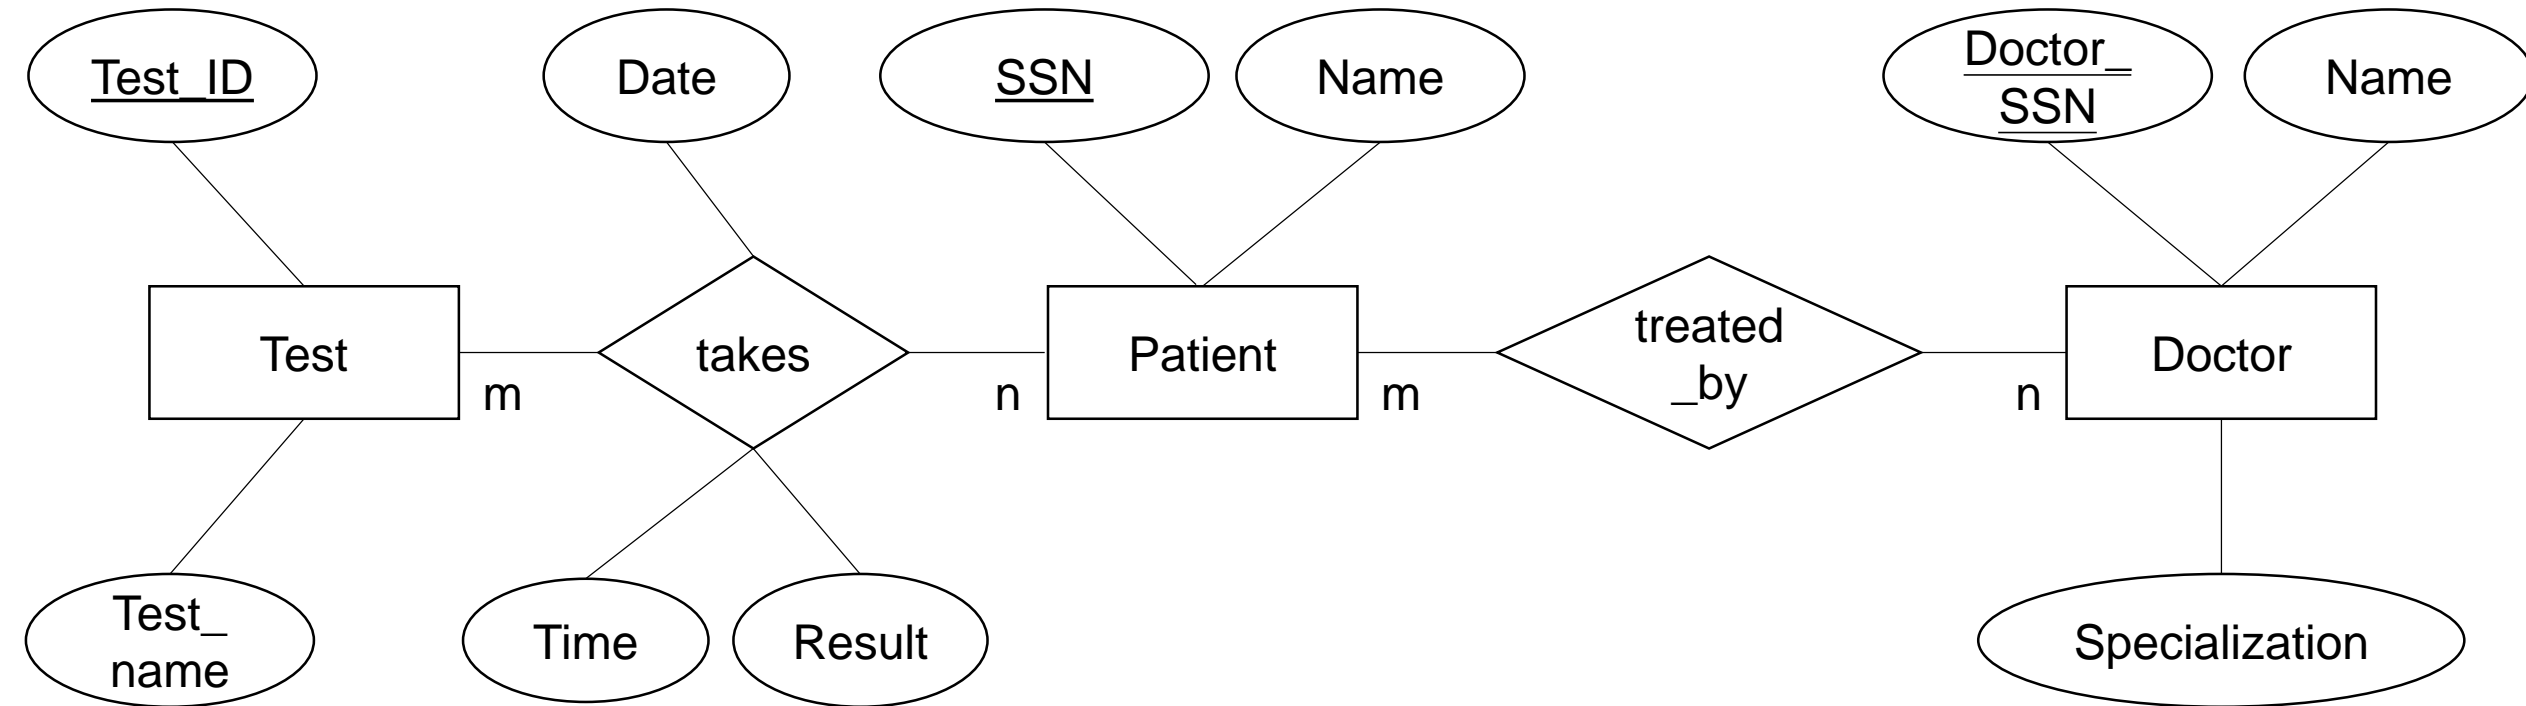 Test_ID
Date
SSN
Name
Doctor_
SSN
Name
Test
takes
Patient
treated
_by
Doctor
m
n
m
n
Test_
name
Time
Result
Specialization